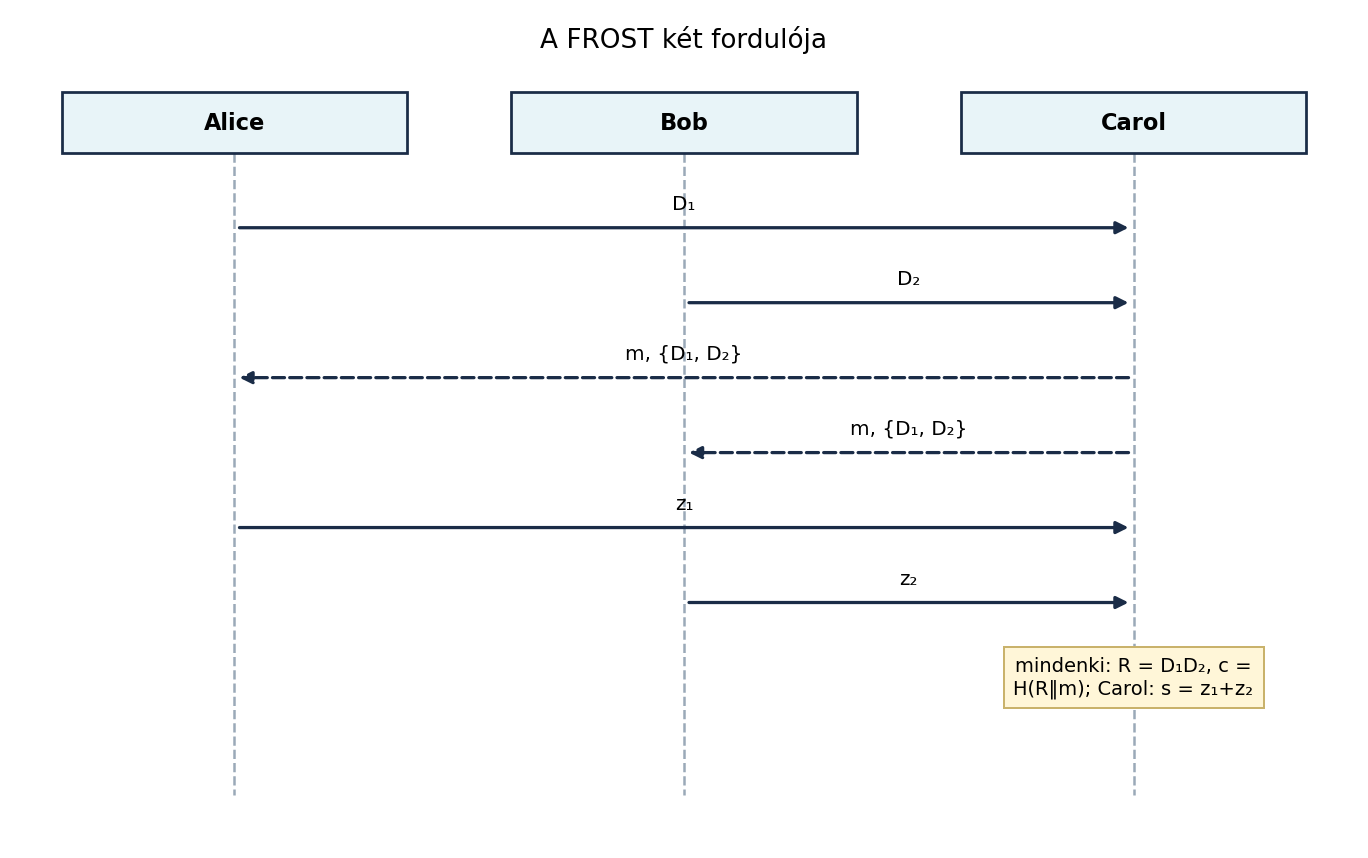 A FROST két fordulója
Alice
Bob
Carol
D₁
D₂
m, {D₁, D₂}
m, {D₁, D₂}
z₁
z₂
mindenki: R = D₁D₂, c =
H(R‖m); Carol: s = z₁+z₂